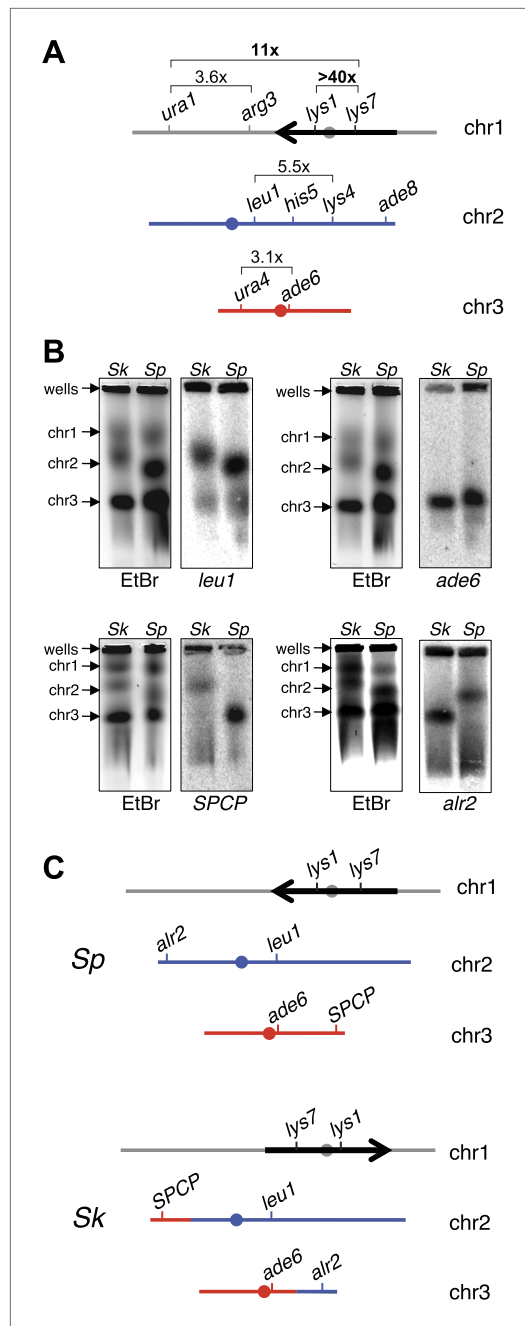 A
11x
3.6x >40x
ura1 arg3 lys1 lys7
chr1
5.5x
leu1 his5 lys4 ade8
chr2
3.1x
ura4 ade6
chr3
B
Sk Sp Sk Sp Sk Sp Sk Sp
wells wells
chr1 chr1
chr2 chr2
chr3 chr3
EtBr leu1 EtBr ade6
Sk Sp Sk Sp Sk Sp Sk Sp
wells wells
chr1 chr1
chr2 chr2
chr3 chr3
EtBr SPCP EtBr alr2
C
lys1 lys7
chr1
Sp
alr2 leu1
chr2
ade6 SPCP
chr3
lys7 lys1
chr1
Sk
SPCP leu1
chr2
ade6 alr2
chr3